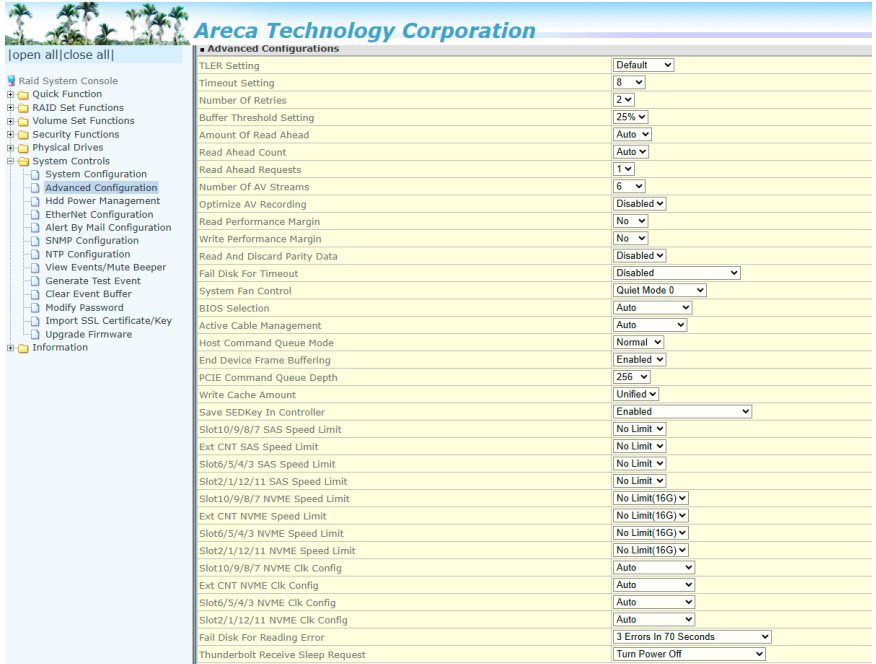 Areca Technology Corporation
|open all|close all|
Raid System Console
Quick Function
RAID Set Functions
Volume Set Functions
Security Functions
Physical Drives
System Controls
System Configuration
Advanced Configuration
Hdd Power Management
EtherNet Configuration
Alert By Mail Configuration
SNMP Configuration
NTP Configuration
View Events/Mute Beeper
Generate Test Event
Clear Event Buffer
Modify Password
Import SSL Certificate/Key
Upgrade Firmware
Information
Advanced Configurations
TLER Setting Default
Timeout Setting 8
Number Of Retries 2
Buffer Threshold Setting 25%
Amount Of Read Ahead Auto
Read Ahead Count Auto
Read Ahead Requests 1
Number Of AV Streams 6
Optimize AV Recording Disabled
Read Performance Margin No
Write Performance Margin No
Read And Discard Parity Data Disabled
Fail Disk For Timeout Disabled
System Fan Control Quiet Mode 0
BIOS Selection Auto
Active Cable Management Auto
Host Command Queue Mode Normal
End Device Frame Buffering Enabled
PCIE Command Queue Depth 256
Write Cache Amount Unified
Save SEDKey In Controller Enabled
Slot10/9/8/7 SAS Speed Limit No Limit
Ext CNT SAS Speed Limit No Limit
Slot6/5/4/3 SAS Speed Limit No Limit
Slot2/1/12/11 SAS Speed Limit No Limit
Slot10/9/8/7 NVME Speed Limit No Limit(16G)
Ext CNT NVME Speed Limit No Limit(16G)
Slot6/5/4/3 NVME Speed Limit No Limit(16G)
Slot2/1/12/11 NVME Speed Limit No Limit(16G)
Slot10/9/8/7 NVME Clk Config Auto
Ext CNT NVME Clk Config Auto
Slot6/5/4/3 NVME Clk Config Auto
Slot2/1/12/11 NVME Clk Config Auto
Fail Disk For Reading Error 3 Errors In 70 Seconds
Thunderbolt Receive Sleep Request Turn Power Off